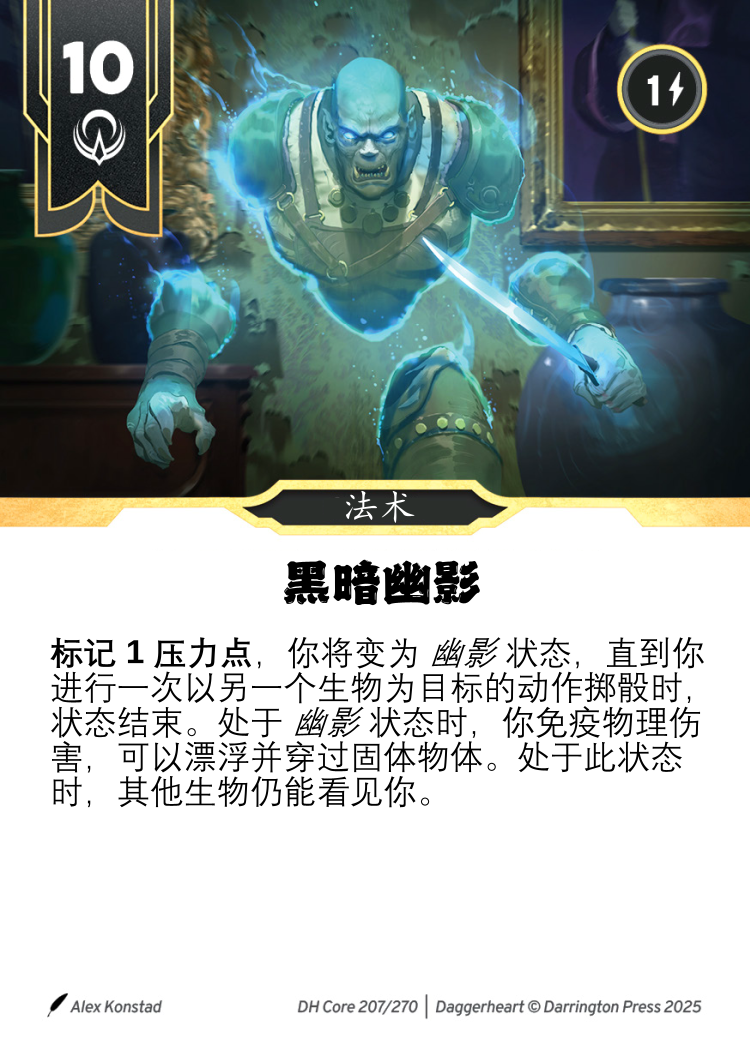 10
1
法术
黑暗幽影
标记 1 压力点，你将变为 幽影 状态，直到你
进行一次以另一个生物为目标的动作掷骰时，
状态结束。处于 幽影 状态时，你免疫物理伤
害，可以漂浮并穿过固体物体。处于此状态
时，其他生物仍能看见你。
Alex Konstad
DH Core 207/270 | Daggerheart © Darrington Press 2025